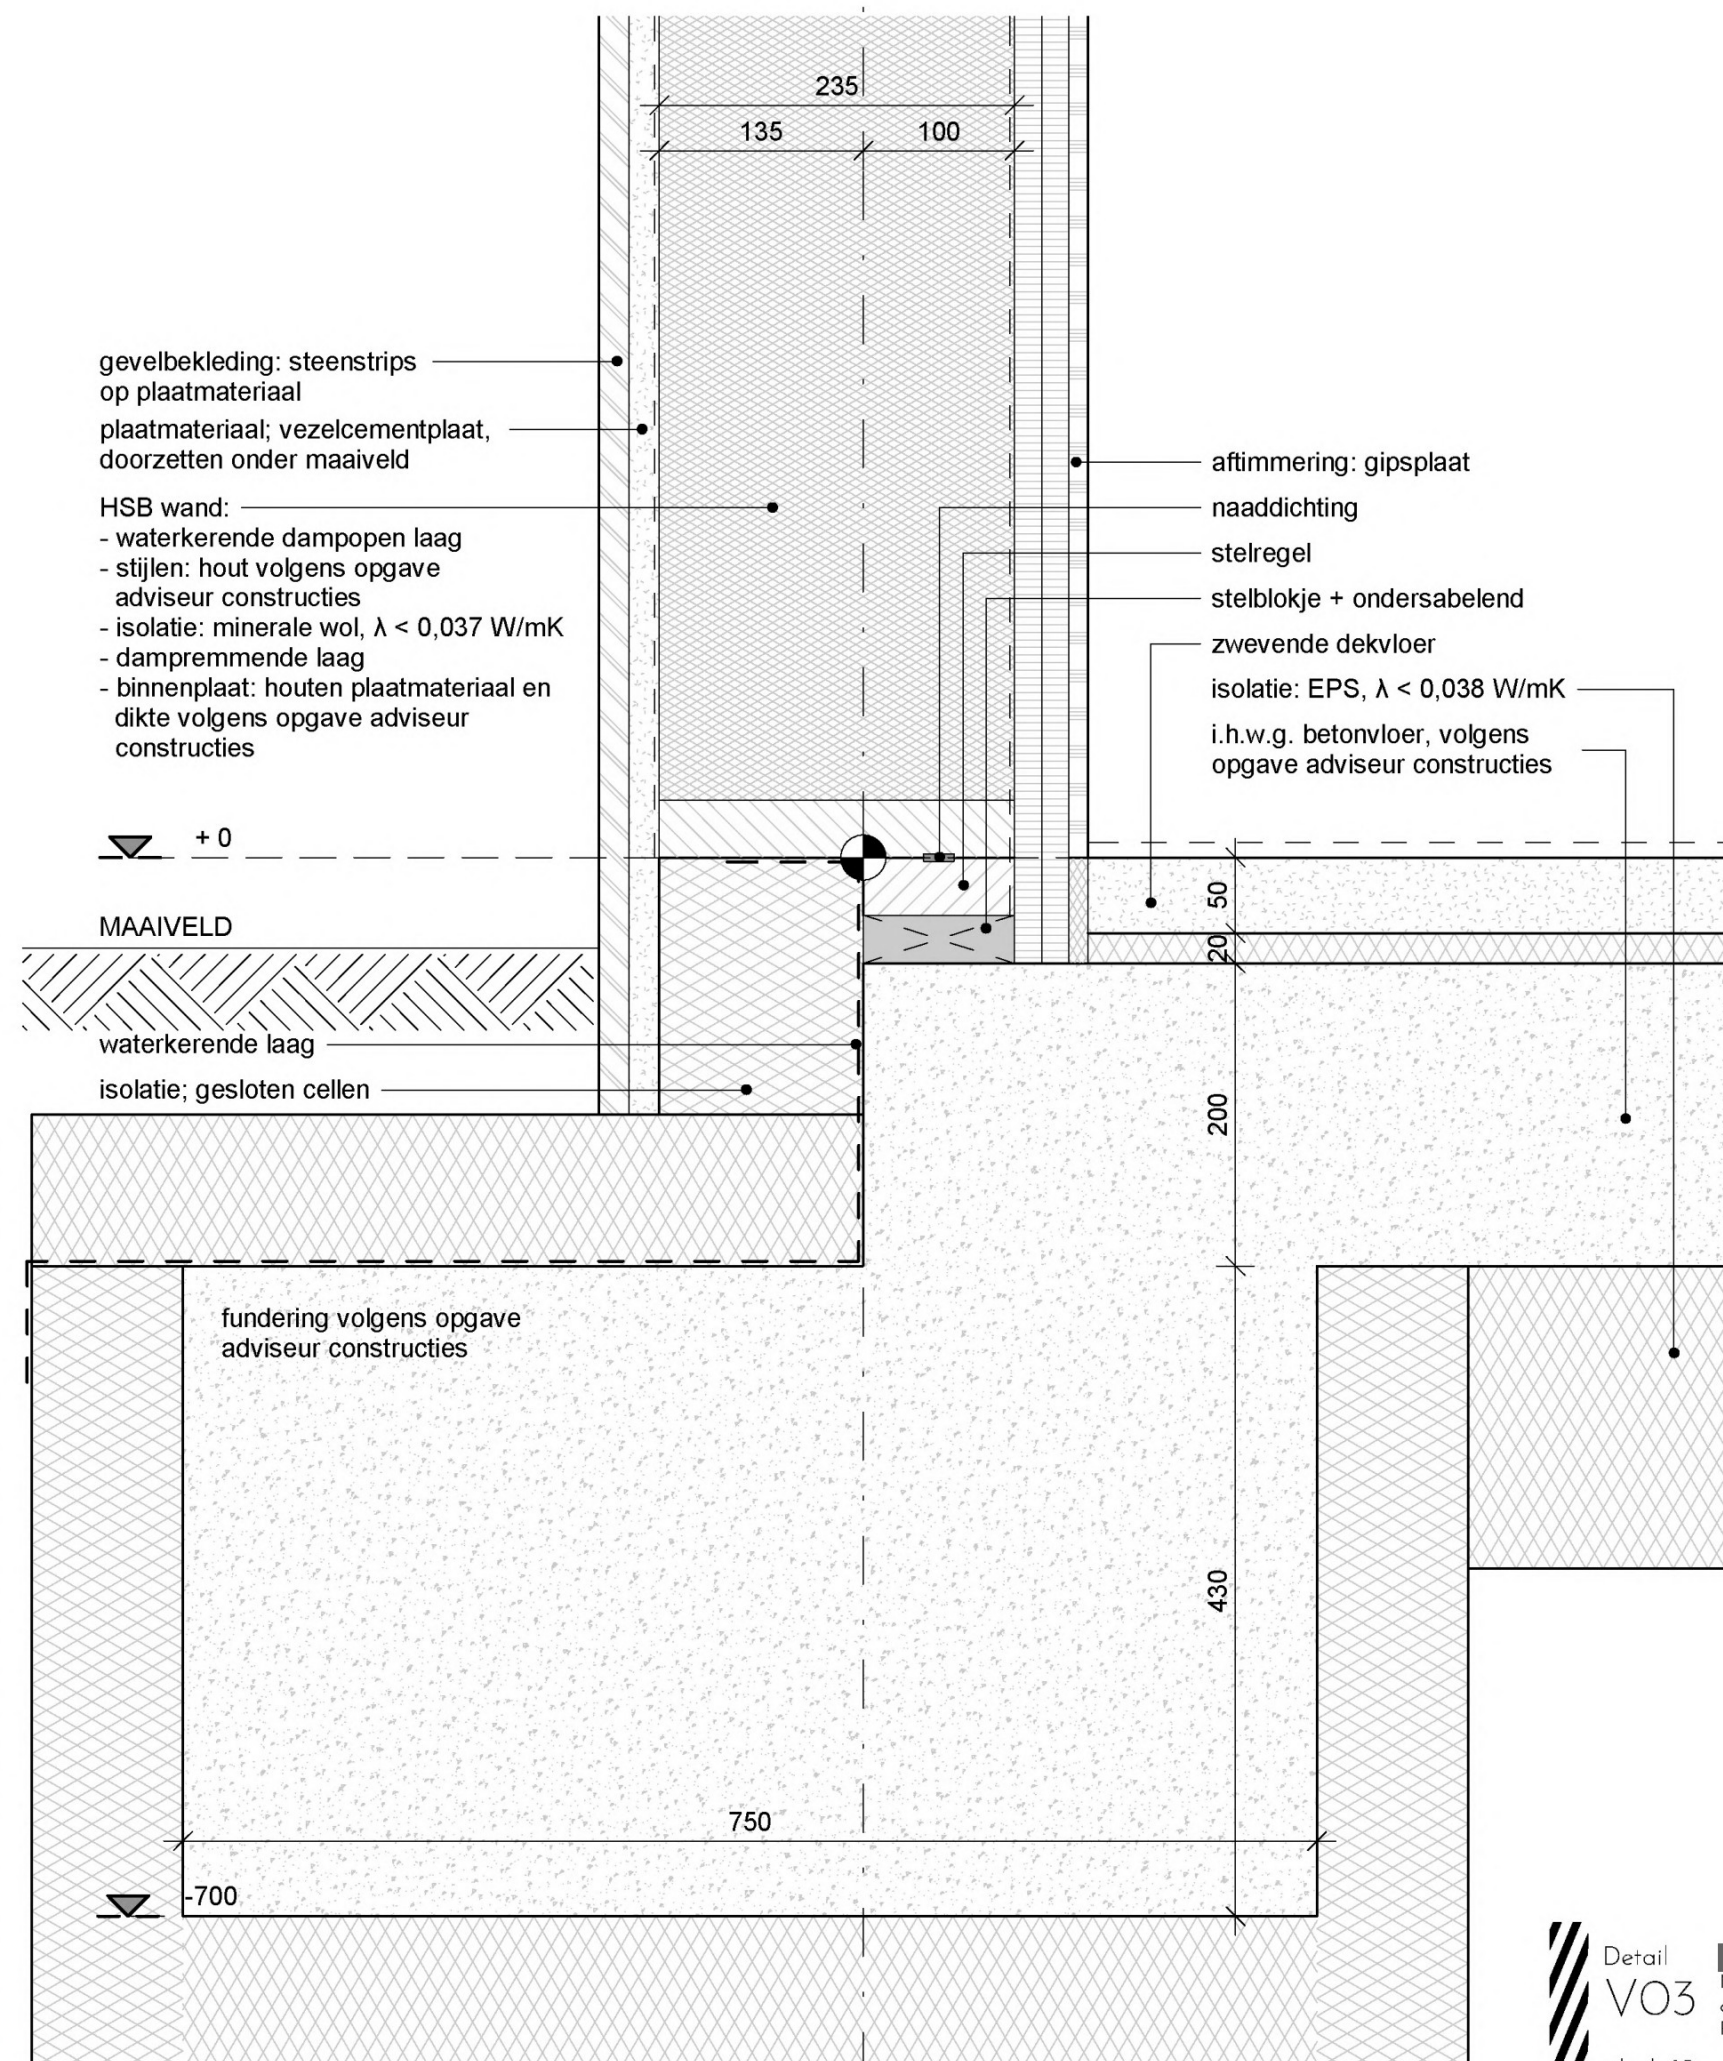 235
135
100
gevelbekleding: steenstrips
op plaatmateriaal
plaatmateriaal; vezelcementplaat,
doorzetten onder maaiveld
HSB wand:
- waterkerende dampopen laag
- stijlen: hout volgens opgave
adviseur constructies
- isolatie: minerale wol, λ < 0,037 W/mK
- dampremmende laag
- binnenplaat: houten plaatmateriaal en
dikte volgens opgave adviseur
constructies
aftimmering: gipsplaat
naaddichting
stelregel
stelblokje + ondersabelend
zwevende dekvloer
isolatie: EPS, λ < 0,038 W/mK
i.h.w.g. betonvloer, volgens
opgave adviseur constructies
+ 0
MAAIVELD
50
20
waterkerende laag
isolatie; gesloten cellen
200
fundering volgens opgave
adviseur constructies
430
750
-700
Detail
V03